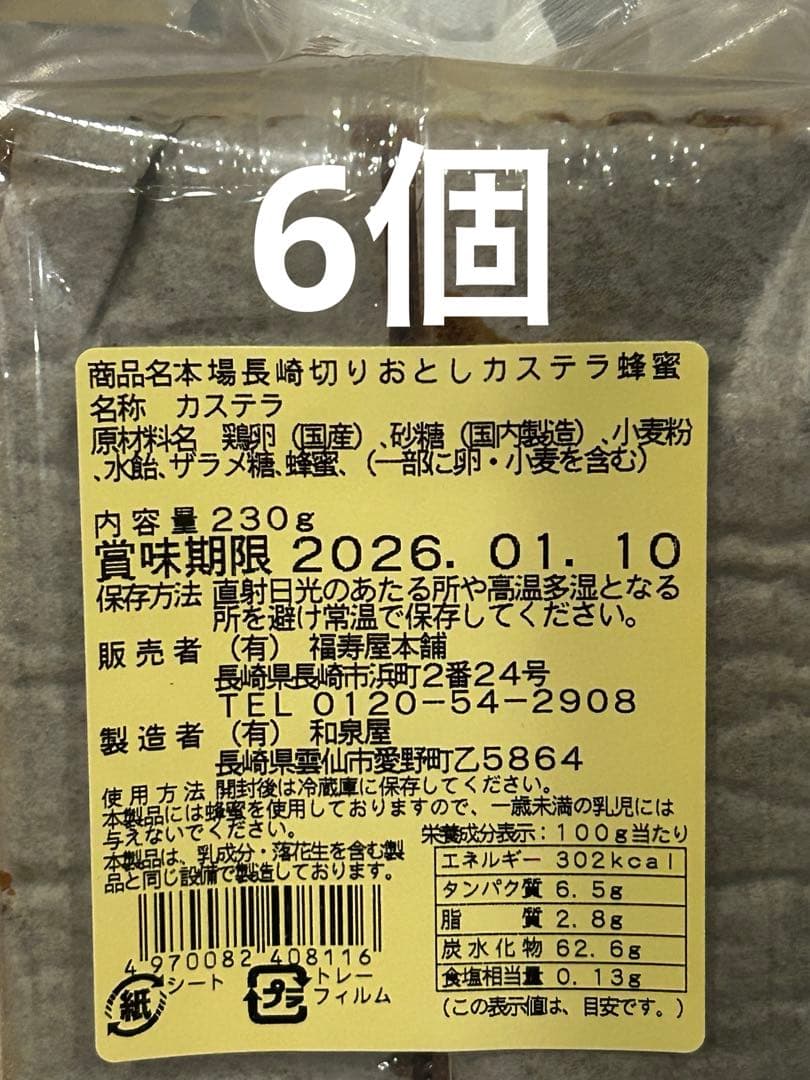 6個
商品名本場長崎切りおとしカステラ蜂蜜
名称 カステラ
原材料名 鶏卵(国産)、砂糖(国内製造)、小麦粉
、水飴、ザラメ糖、蜂蜜、(一部に卵・小麦を含む)
内容量230g
賞味期限 2026. 01. 10
保存方法 直射日光のあたる所や高温多湿となる
所を避け常温で保存してください。
販売者 (有) 福寿屋本舗
長崎県長崎市浜町2番24号
TEL 0120-54-2908
製造者 (有) 和泉屋
長崎県雲仙市愛野町乙5864
使用方法 開封後は冷蔵庫に保存してください。
本製品には蜂蜜を使用しておりますので、一歳未満の乳児には
与えないでください。
本製品は、乳成分・落花生を含む製
品と同じ設備で製造しております。
栄養成分表示:100g当たり
エネルギー 302kcal
タンパク質 6.5g
脂質 2.8g
炭水化物 62.6g
食塩相当量 0.13g
(この表示値は、目安です。)
4 970082 408116
紙 シート
プラ トレー
フィルム